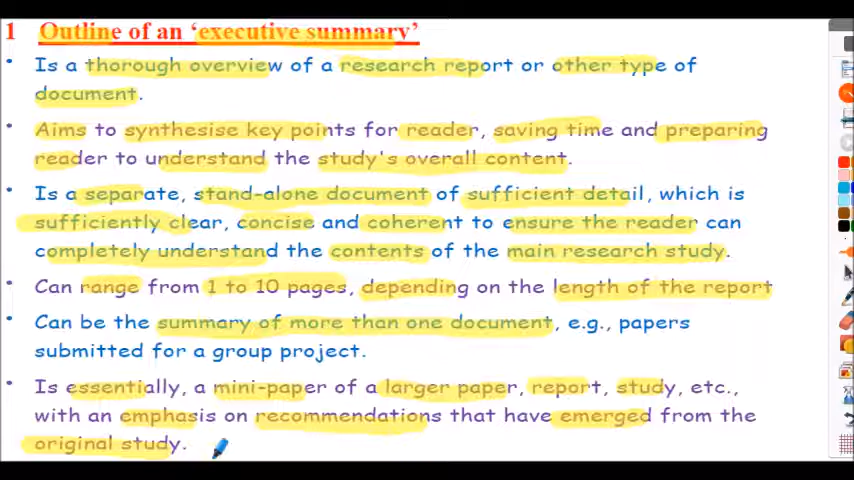 1 Outline of an ‘executive summary’
• Is a thorough overview of a research report or other type of
document.
• Aims to synthesise key points for reader, saving time and preparing
reader to understand the study's overall content.
• Is a separate, stand-alone document of sufficient detail, which is
sufficiently clear, concise and coherent to ensure the reader can
completely understand the contents of the main research study.
• Can range from 1 to 10 pages, depending on the length of the report
• Can be the summary of more than one document, e.g., papers
submitted for a group project.
• Is essentially, a mini-paper of a larger paper, report, study, etc.,
with an emphasis on recommendations that have emerged from the
original study.